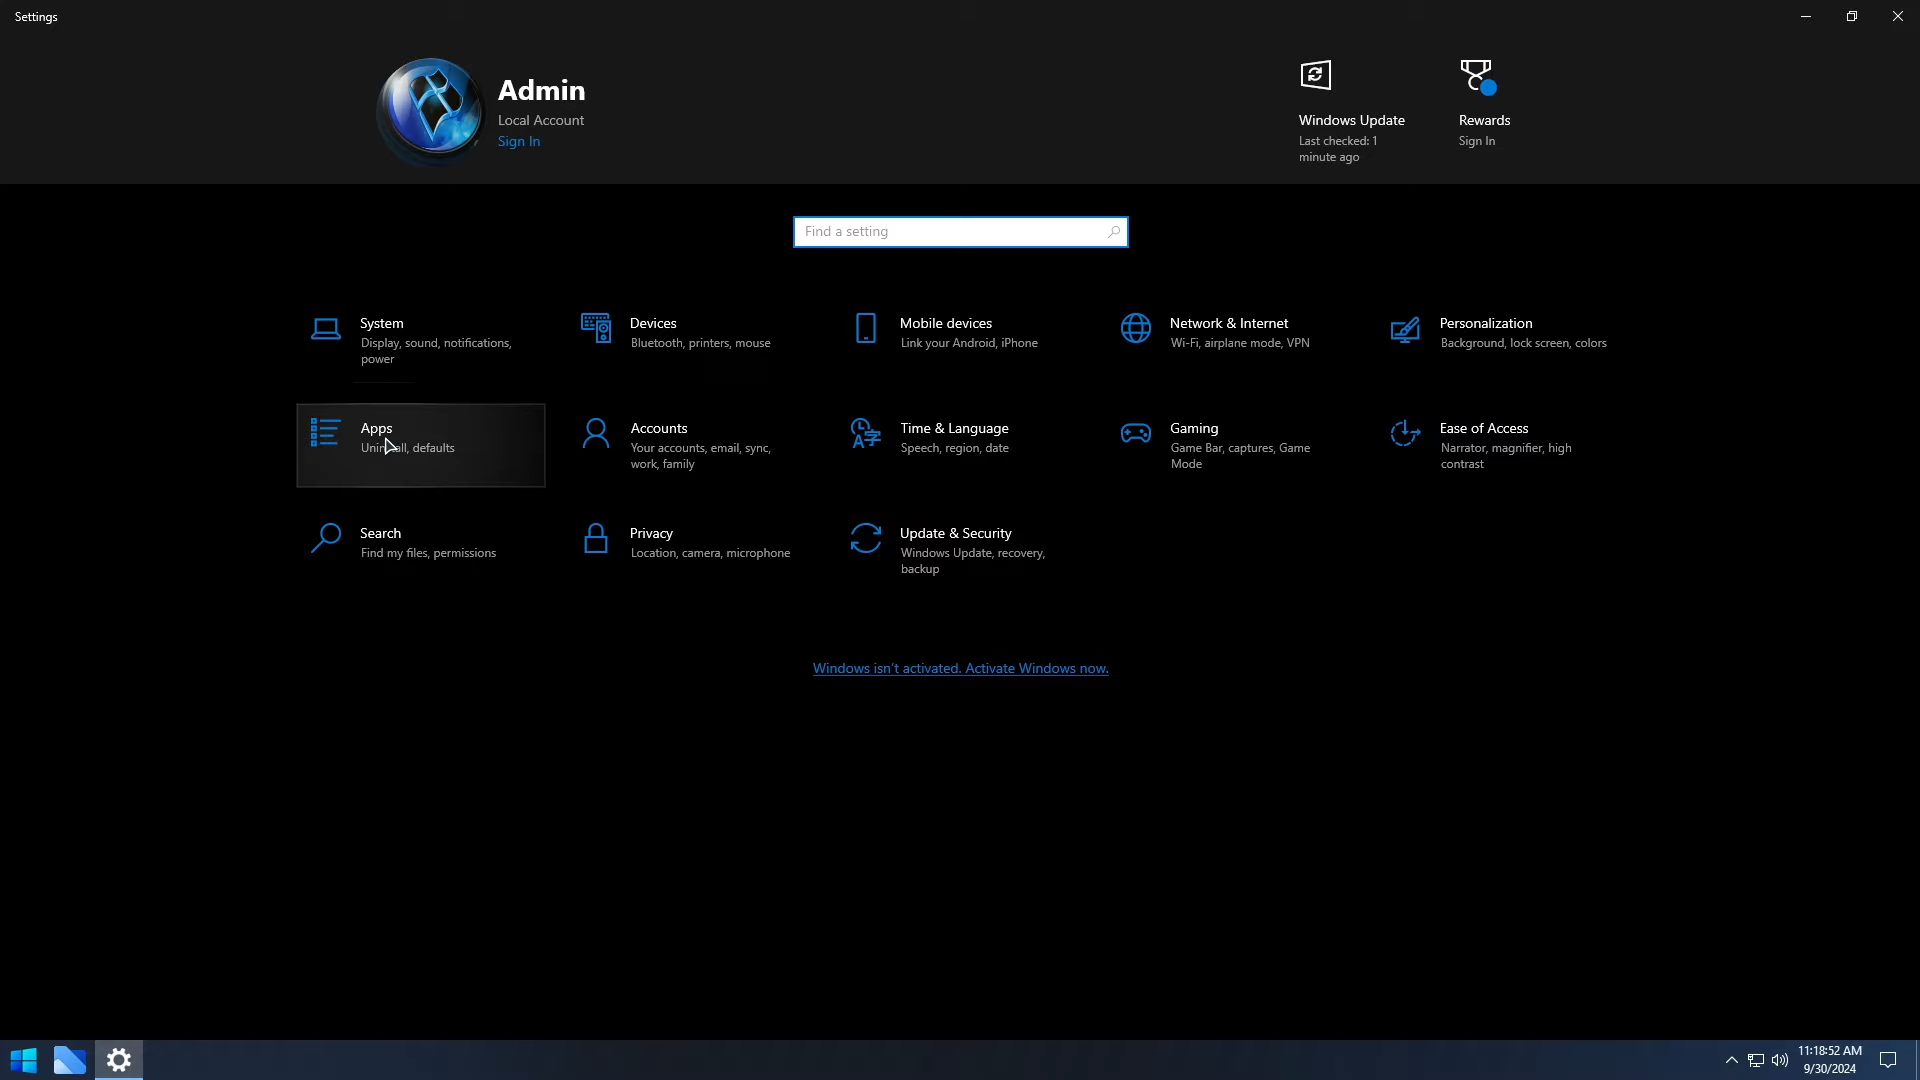 Settings
Admin
Local Account
Sign In
Windows Update
Last checked: 1
minute ago
Rewards
Sign In
Find a setting
System
Display, sound, notifications,
power
Devices
Bluetooth, printers, mouse
Mobile devices
Link your Android, iPhone
Network & Internet
Wi-Fi, airplane mode, VPN
Personalization
Background, lock screen, colors
Apps
Uninstall, defaults
Accounts
Your accounts, email, sync,
work, family
Time & Language
Speech, region, date
Gaming
Game Bar, captures, Game
Mode
Ease of Access
Narrator, magnifier, high
contrast
Search
Find my files, permissions
Privacy
Location, camera, microphone
Update & Security
Windows Update, recovery,
backup
Windows isn't activated. Activate Windows now.
11:18:52 AM
9/30/2024